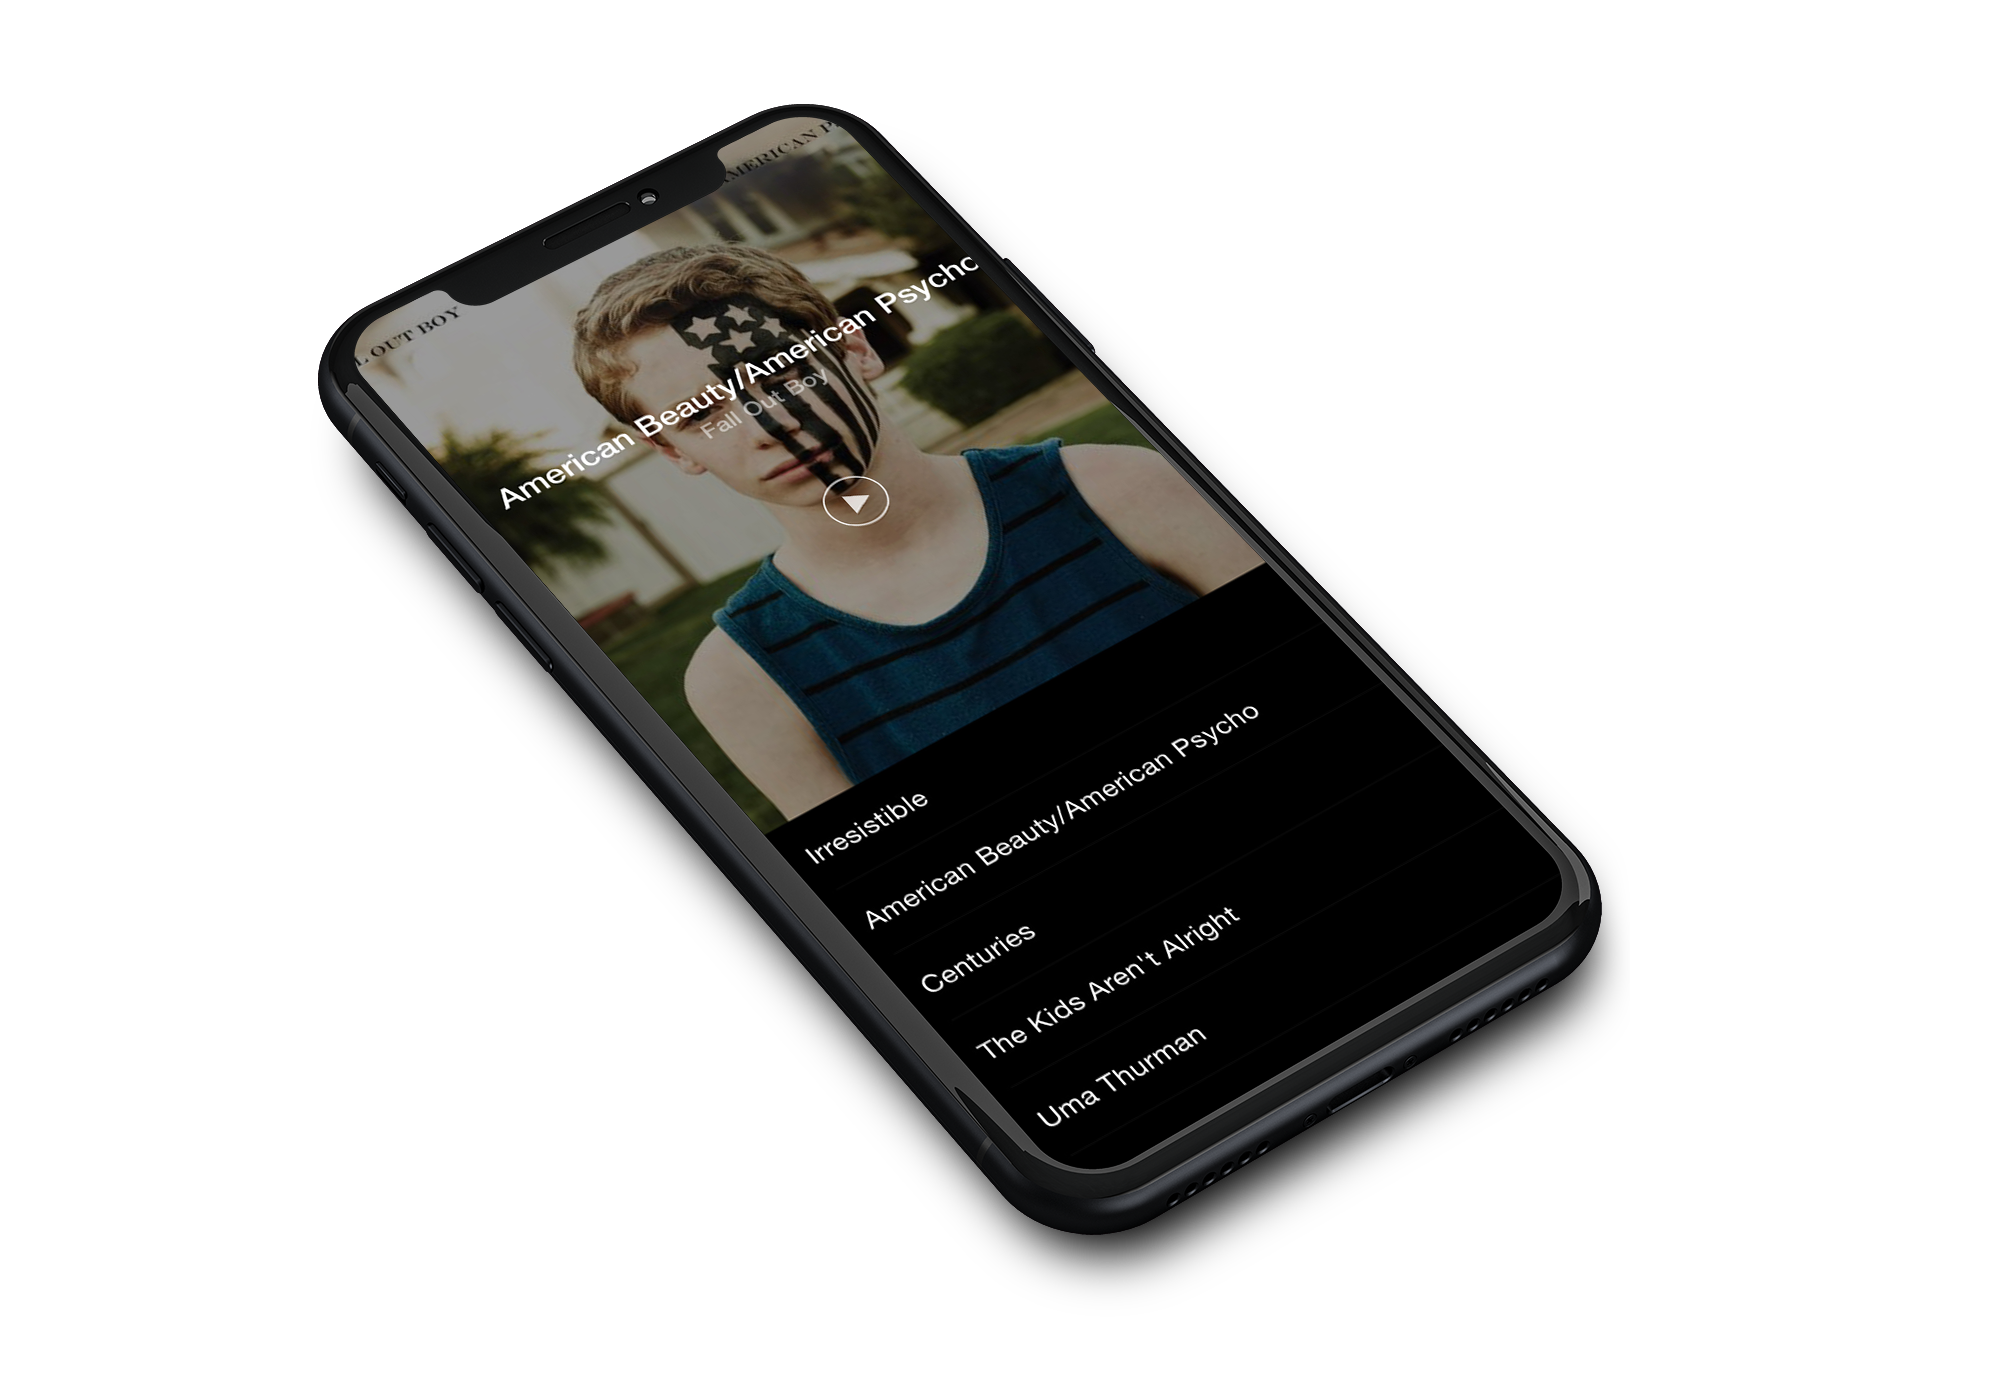 L OUT BOY
AMERICAN P
American Beauty/American Psycho
Fall Out Boy
Irresistible
American Beauty/American Psycho
Centuries
The Kids Aren't Alright
Uma Thurman